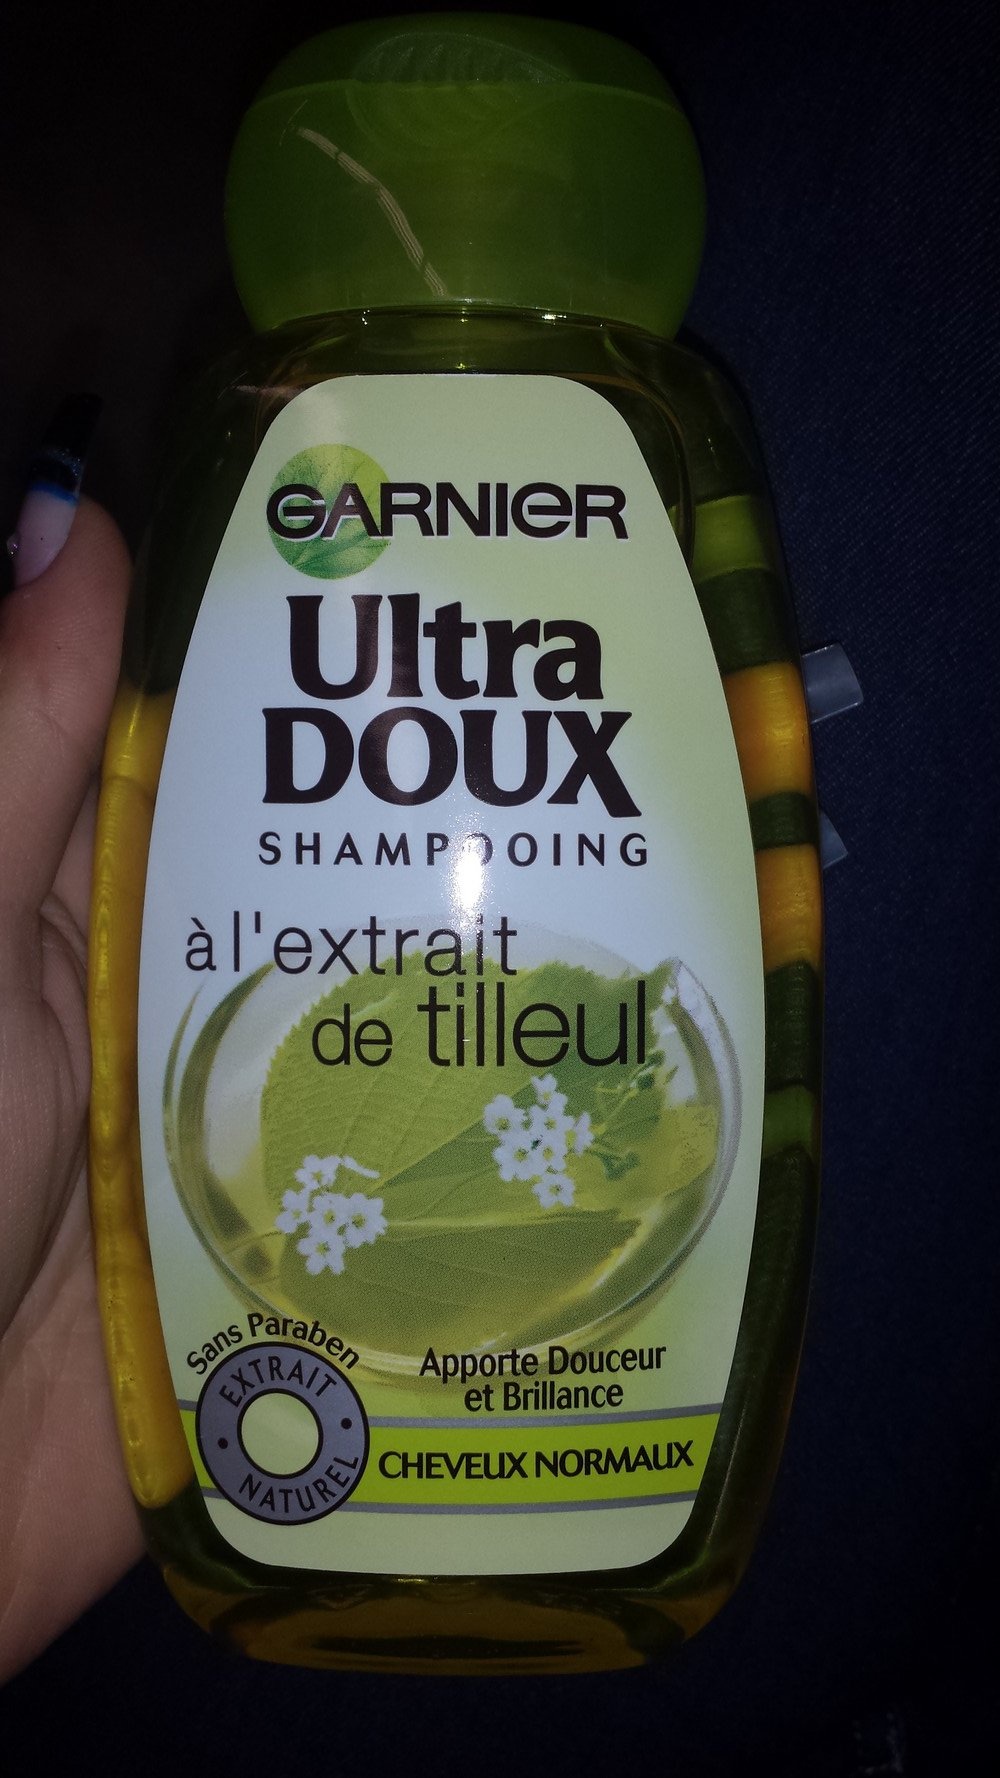 GARNIER
Ultra
DOUX
SHAMPOOING
à l'extrait
de tilleul
Sans Paraben
EXTRAIT
NATUREL
Apporte Douceur
et Brillance
CHEVEUX NORMAUX